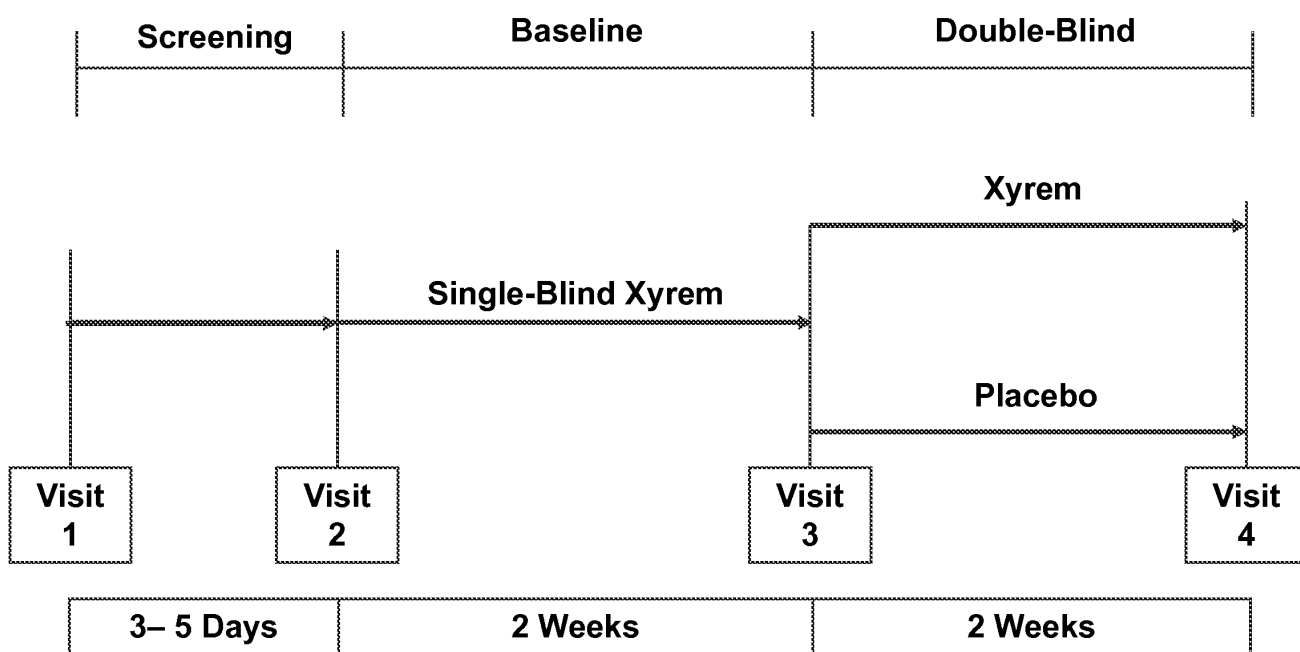 Screening
Baseline
Double-Blind
Xyrem
Single-Blind Xyrem
Placebo
Visit
1
Visit
2
Visit
3
Visit
4
3– 5 Days
2 Weeks
2 Weeks